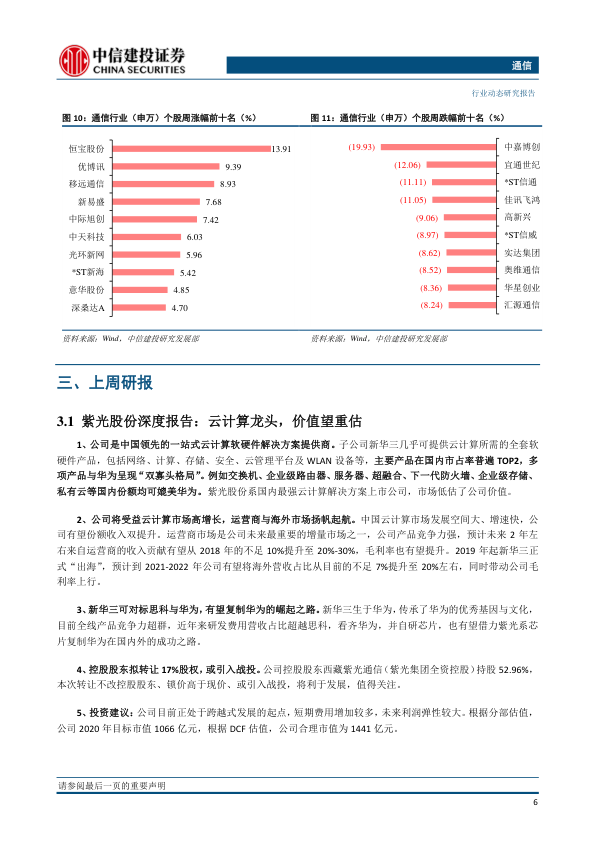 中信建投证券
CHINA SECURITIES
通信
行业动态研究报告
图 10：通信行业（申万）个股周涨幅前十名（%）
恒宝股份 13.91
优博讯 9.39
移远通信 8.93
新易盛 7.68
中际旭创 7.42
中天科技 6.03
光环新网 5.96
*ST新海 5.42
意华股份 4.85
深桑达A 4.70
资料来源：Wind，中信建投研究发展部
图 11：通信行业（申万）个股周跌幅前十名（%）
(19.93) 中嘉博创
(12.06) 宜通世纪
(11.11) *ST信通
(11.05) 佳讯飞鸿
(9.06) 高新兴
(8.97) *ST信威
(8.62) 实达集团
(8.52) 奥维通信
(8.36) 华星创业
(8.24) 汇源通信
资料来源：Wind，中信建投研究发展部
三、上周研报
3.1 紫光股份深度报告：云计算龙头，价值望重估
1、公司是中国领先的一站式云计算软硬件解决方案提供商。子公司新华三几乎可提供云计算所需的全套软
硬件产品，包括网络、计算、存储、安全、云管理平台及 WLAN 设备等，主要产品在国内市占率普遍 TOP2，多
项产品与华为呈现“双寡头格局”。例如交换机、企业级路由器、服务器、超融合、下一代防火墙、企业级存储、
私有云等国内份额均可媲美华为。紫光股份系国内最强云计算解决方案上市公司，市场低估了公司价值。
2、公司将受益云计算市场高增长，运营商与海外市场扬帆起航。中国云计算市场发展空间大、增速快，公
司有望份额收入双提升。运营商市场是公司未来最重要的增量市场之一，公司产品竞争力强，预计未来 2 年左
右来自运营商的收入贡献有望从 2018 年的不足 10%提升至 20%-30%，毛利率也有望提升。2019 年起新华三正
式“出海”，预计到 2021-2022 年公司有望将海外营收占比从目前的不足 7%提升至 20%左右，同时带动公司毛
利率上行。
3、新华三可对标思科与华为，有望复制华为的崛起之路。新华三生于华为，传承了华为的优秀基因与文化，
目前全线产品竞争力超群，近年来研发费用营收占比超越思科，看齐华为，并自研芯片，也有望借力紫光系芯
片复制华为在国内外的成功之路。
4、控股股东拟转让 17%股权，或引入战投。公司控股股东西藏紫光通信（紫光集团全资控股）持股 52.96%，
本次转让不改控股股东、锁价高于现价、或引入战投，将利于发展，值得关注。
5、投资建议：公司目前正处于跨越式发展的起点，短期费用增加较多，未来利润弹性较大。根据分部估值，
公司 2020 年目标市值 1066 亿元，根据 DCF 估值，公司合理市值为 1441 亿元。
请参阅最后一页的重要声明
6